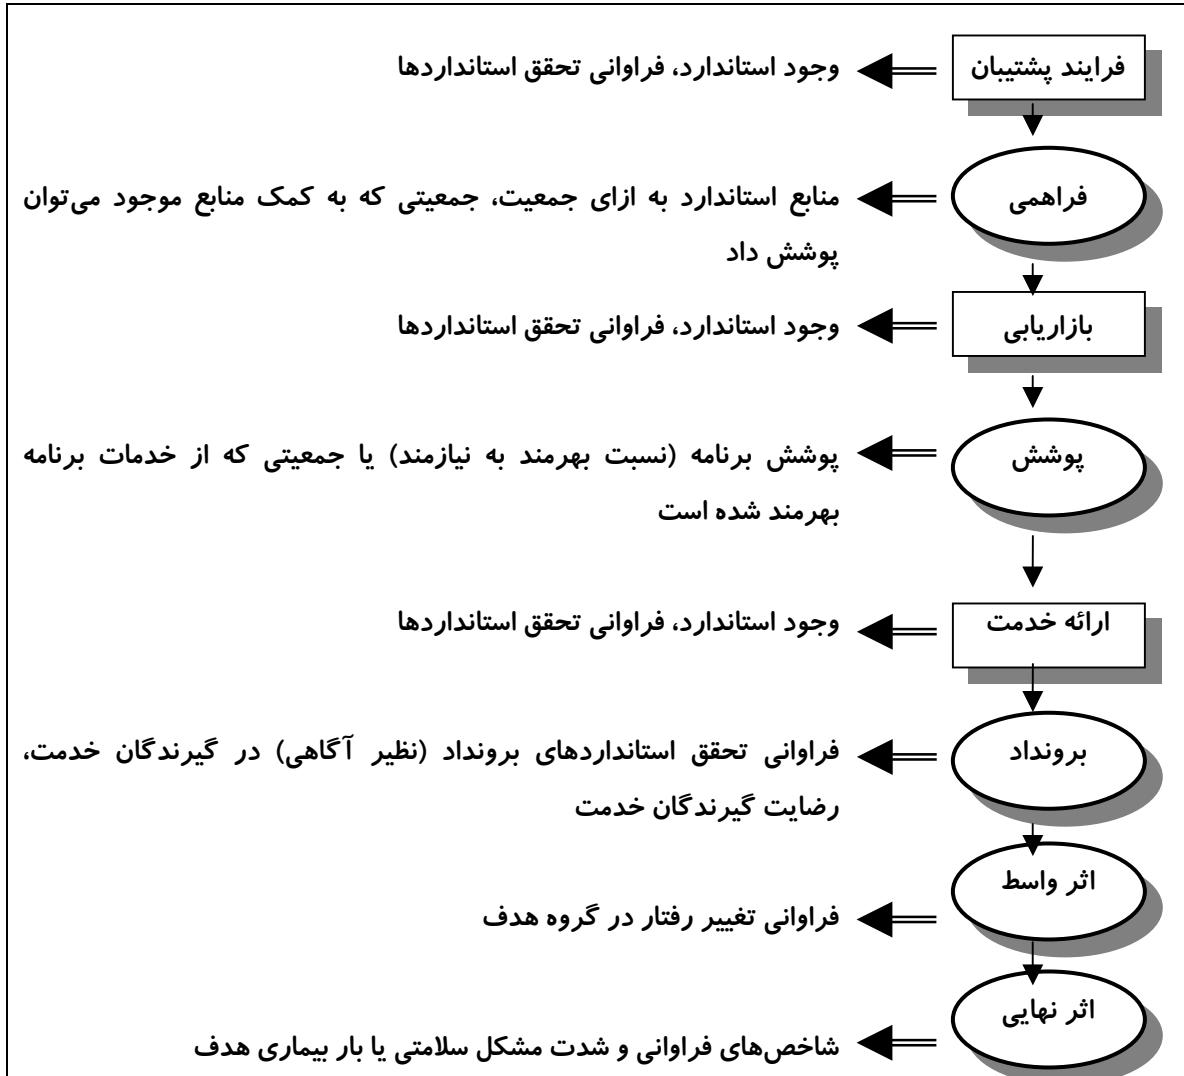 فرایند پشتیبان
وجود استاندارد، فراوانی تحقق استانداردها
فراهمی
منابع استاندارد به ازای جمعیت، جمعیتی که به کمک منابع موجود می‌توان
پوشش داد
بازاریابی
وجود استاندارد، فراوانی تحقق استانداردها
پوشش
پوشش برنامه (نسبت بهرمند به نیازمند) یا جمعیتی که از خدمات برنامه
بهرمند شده است
ارائه خدمت
وجود استاندارد، فراوانی تحقق استانداردها
برونداد
فراوانی تحقق استانداردهای برونداد (نظیر آگاهی) در گیرندگان خدمت،
رضایت گیرندگان خدمت
اثر واسط
فراوانی تغییر رفتار در گروه هدف
اثر نهایی
شاخص‌های فراوانی و شدت مشکل سلامتی یا بار بیماری هدف